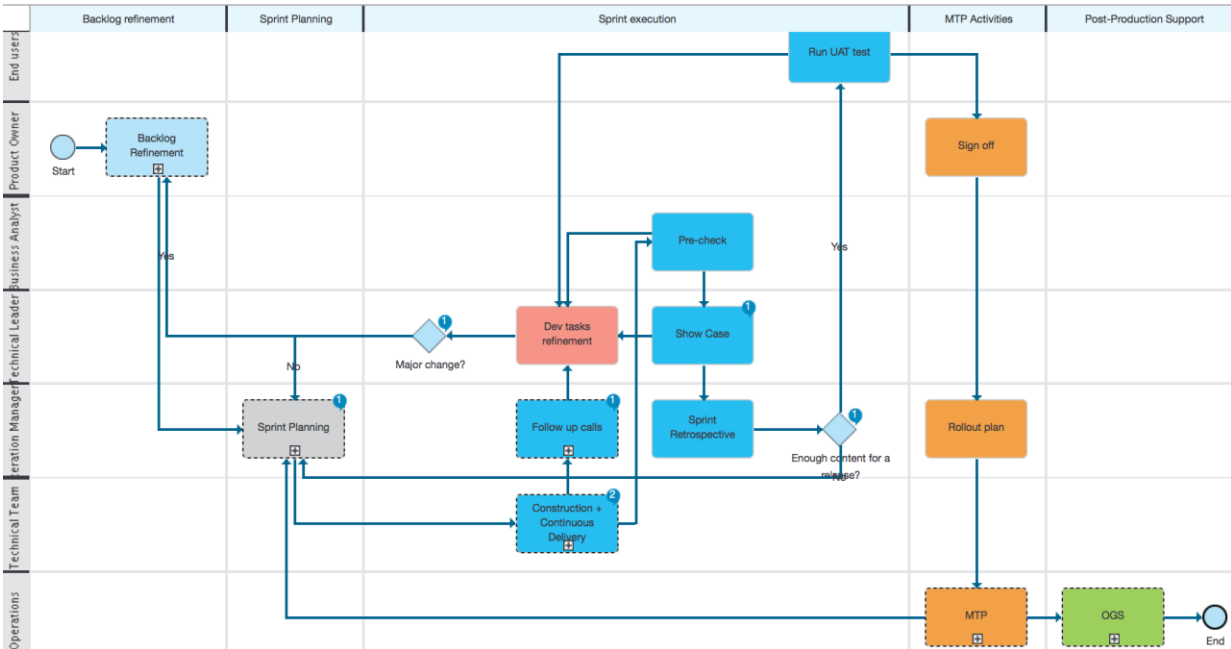 Backlog refinement
Sprint Planning
Sprint execution
MTP Activities
Post-Production Support
End users
Run UAT test
Product Owner
Start
Backlog
Refinement
Sign off
Business Analyst
Yes
Pre-check
Yes
Technical Leader
1
Major change?
Dev tasks
refinement
1
Show Case
No
eration Manager
1
Sprint Planning
1
Follow up calls
Sprint
Retrospective
1
Enough content for a
release?
No
Rollout plan
Technical Team
2
Construction +
Continuous
Delivery
Operations
MTP
OGS
End